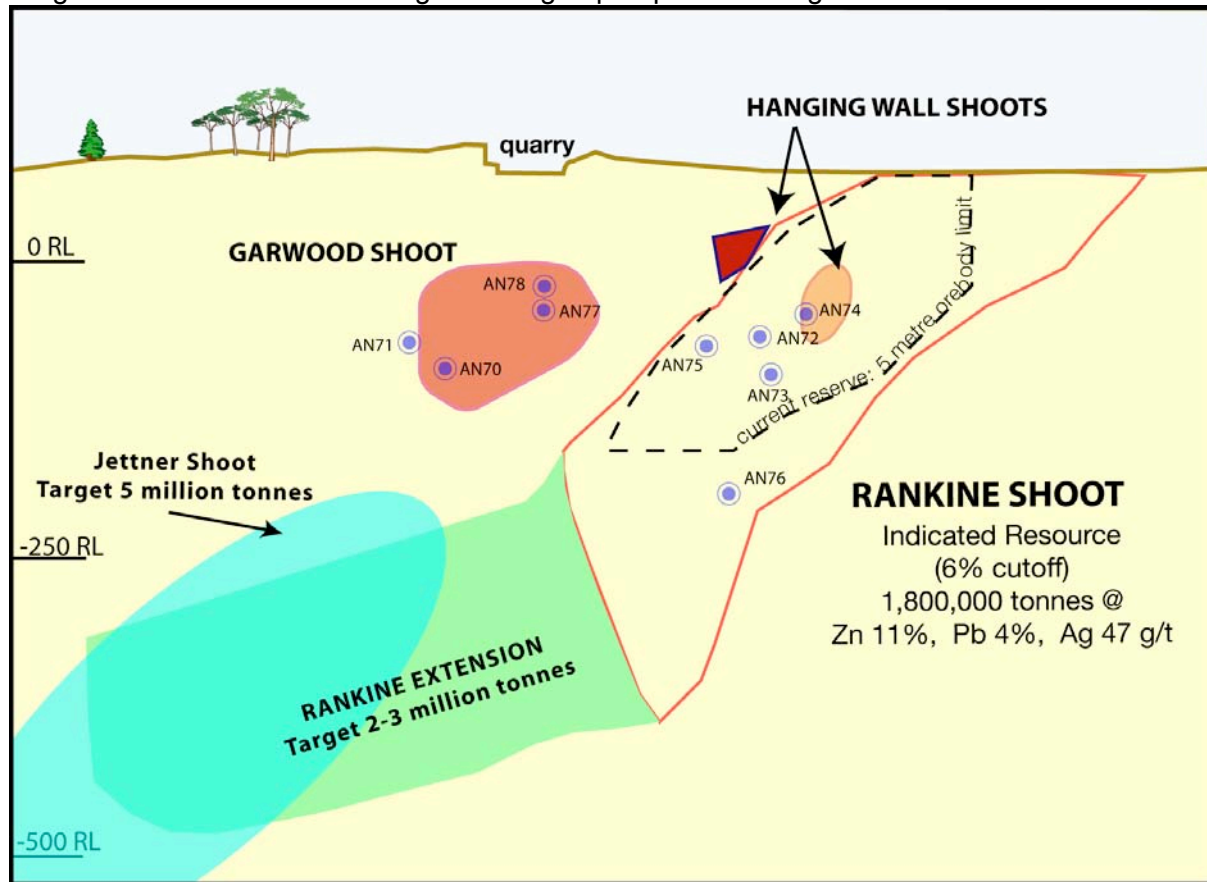 HANGING WALL SHOOTS
quarry
0 RL
GARWOOD SHOOT
AN78
AN77
AN71
AN70
AN74
AN72
AN75
AN73
current reserve: 5 metre orebody limit
AN76
Jettner Shoot
Target 5 million tonnes
-250 RL
RANKINE SHOOT
Indicated Resource
(6% cutoff)
1,800,000 tonnes @
Zn 11%, Pb 4%, Ag 47 g/t
RANKINE EXTENSION
Target 2-3 million tonnes
-500 RL